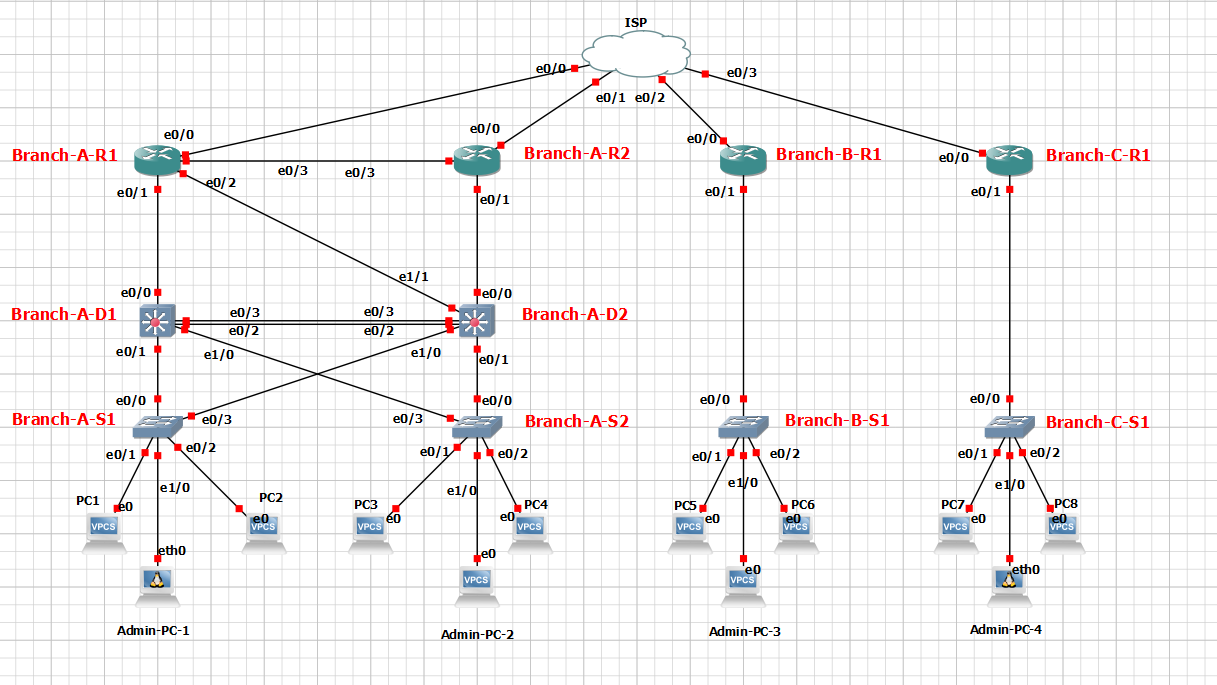 ISP
e0/0
e0/3
e0/1
e0/2
e0/0
e0/0
e0/0
e0/0
Branch-A-R1
Branch-A-R2
Branch-B-R1
Branch-C-R1
e0/3
e0/3
e0/2
e0/1
e0/1
e0/1
e0/1
e1/1
e0/0
e0/0
Branch-A-D1
e0/3
e0/3
Branch-A-D2
e0/2
e0/2
e0/1
e1/0
e1/0
e0/1
e0/0
e0/0
e0/0
e0/0
Branch-A-S1
e0/3
e0/3
Branch-A-S2
Branch-B-S1
Branch-C-S1
e0/1
e0/2
e0/1
e0/2
e0/1
e0/2
e0/1
e0/2
e1/0
e1/0
e1/0
e1/0
PC1
PC2
PC3
PC4
PC5
PC6
PC7
PC8
e0
e0
e0
e0
e0
e0
e0
e0
VPCS
VPCS
VPCS
VPCS
VPCS
VPCS
VPCS
VPCS
eth0
e0
e0
eth0
VPCS
VPCS
Admin-PC-1
Admin-PC-2
Admin-PC-3
Admin-PC-4